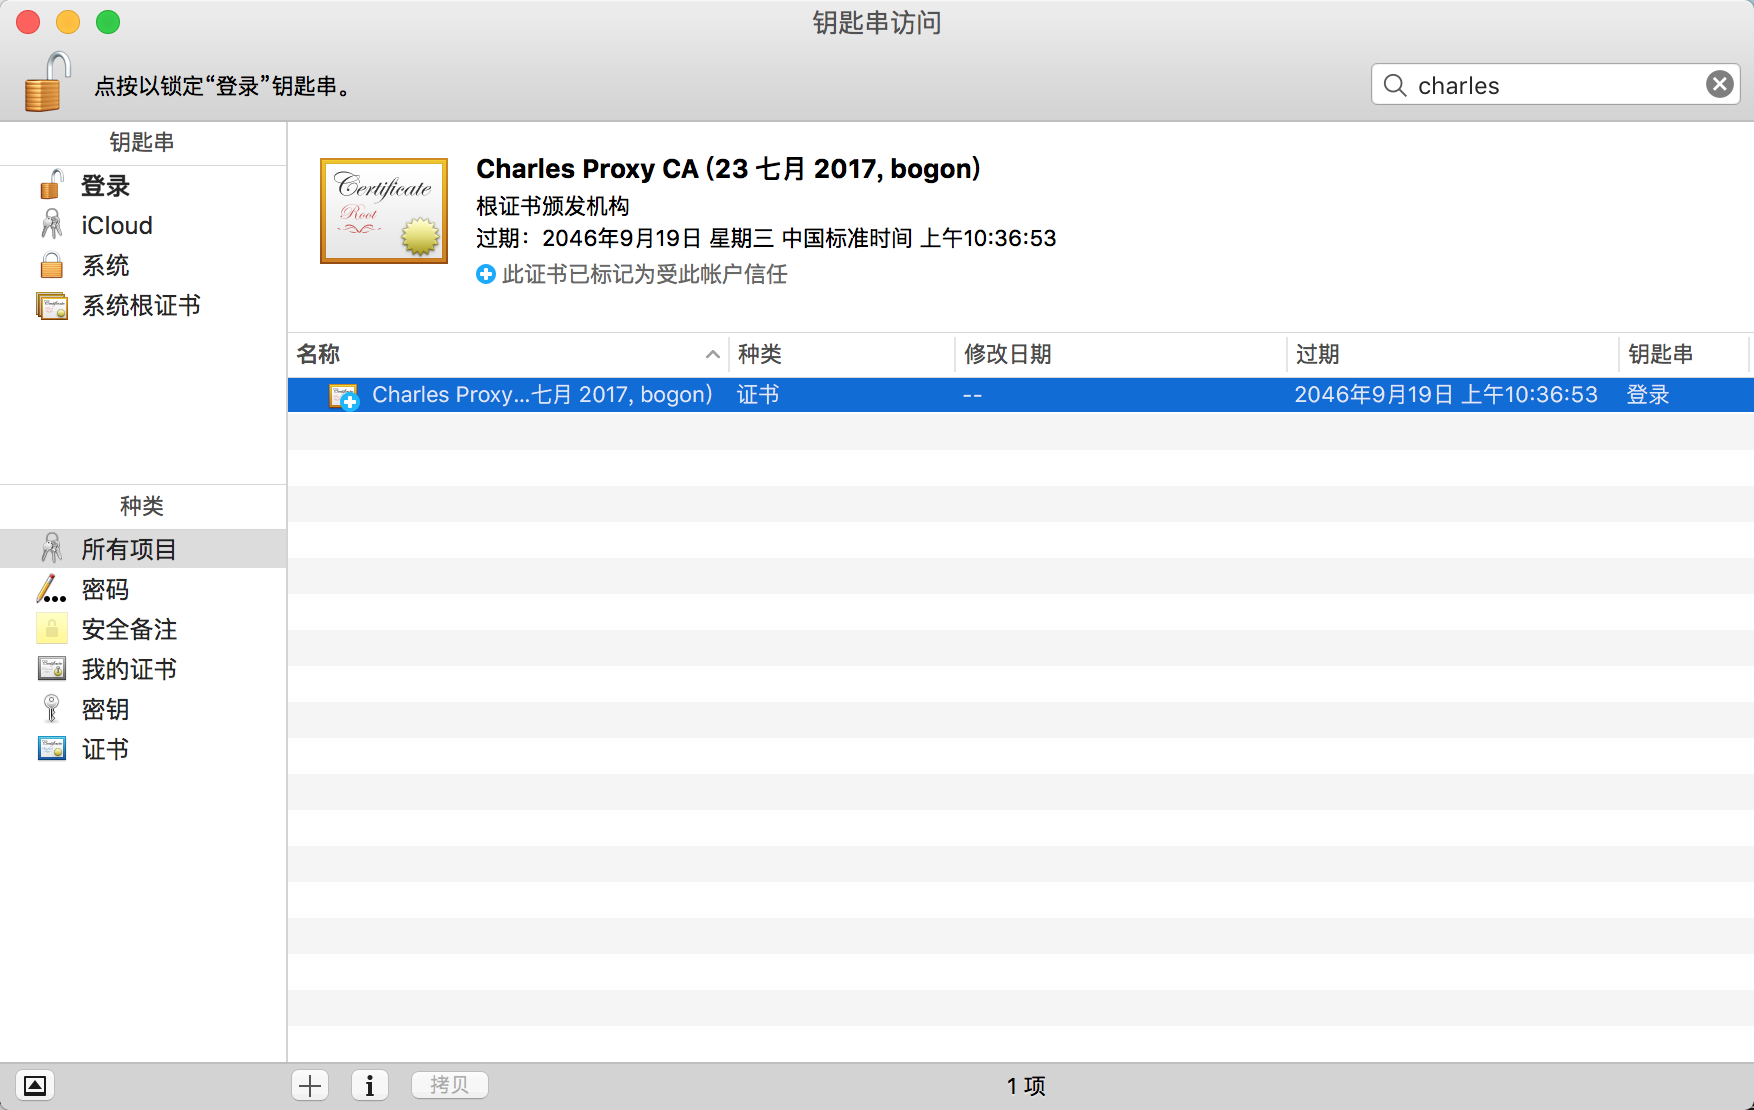 钥匙串访问
点按以锁定“登录”钥匙串。
charles
钥匙串
登录
iCloud
系统
系统根证书
种类
所有项目
密码
安全备注
我的证书
密钥
证书
Certificate
Root
Charles Proxy CA (23 七月 2017, bogon)
根证书颁发机构
过期：2046年9月19日 星期三 中国标准时间 上午10:36:53
此证书已标记为受此帐户信任
名称 种类 修改日期 过期 钥匙串
Charles Proxy...七月 2017, bogon) 证书 -- 2046年9月19日 上午10:36:53 登录
拷贝
1 项